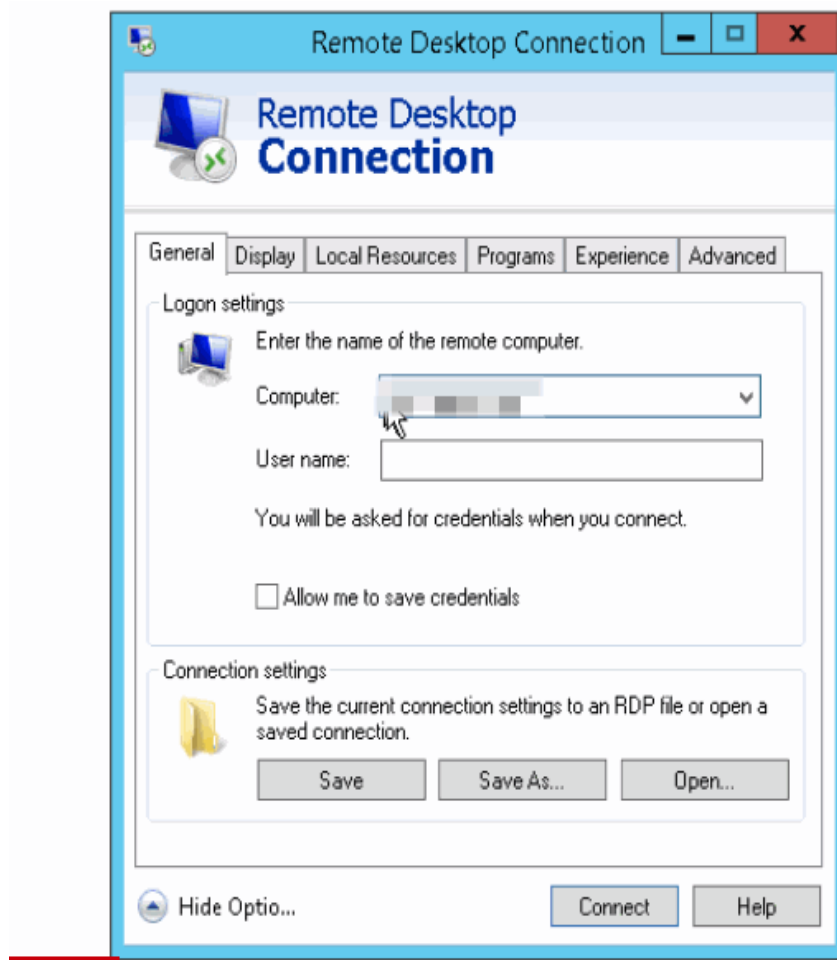 Remote Desktop Connection
Remote Desktop
Connection
General Display Local Resources Programs Experience Advanced
Logon settings
Enter the name of the remote computer.
Computer:
User name:
You will be asked for credentials when you connect.
Allow me to save credentials
Connection settings
Save the current connection settings to an RDP file or open a
saved connection.
Save Save As... Open...
Hide Optio... Connect Help